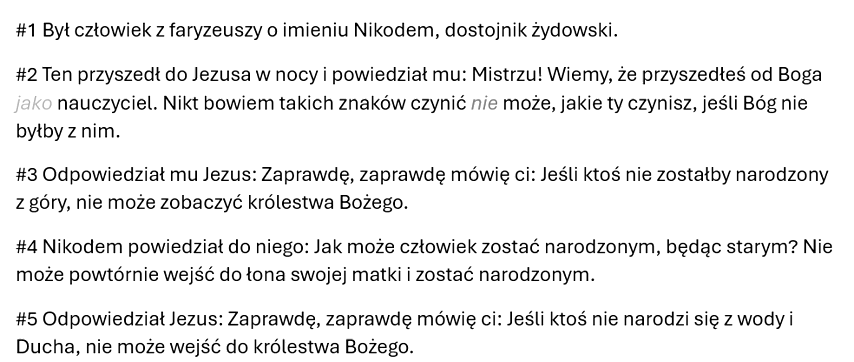 #1 Był człowiek z faryzeuszy o imieniu Nikodem, dostojnik żydowski.
#2 Ten przyszedł do Jezusa w nocy i powiedział mu: Mistrzu! Wiemy, że przyszedłeś od Boga
jako nauczyciel. Nikt bowiem takich znaków czynić nie może, jakie ty czynisz, jeśli Bóg nie
byłby z nim.
#3 Odpowiedział mu Jezus: Zaprawdę, zaprawdę mówię ci: Jeśli ktoś nie zostałby narodzony
z góry, nie może zobaczyć królestwa Bożego.
#4 Nikodem powiedział do niego: Jak może człowiek zostać narodzonym, będąc starym? Nie
może powtórnie wejść do łona swojej matki i zostać narodzonym.
#5 Odpowiedział Jezus: Zaprawdę, zaprawdę mówię ci: Jeśli ktoś nie narodzi się z wody i
Ducha, nie może wejść do królestwa Bożego.